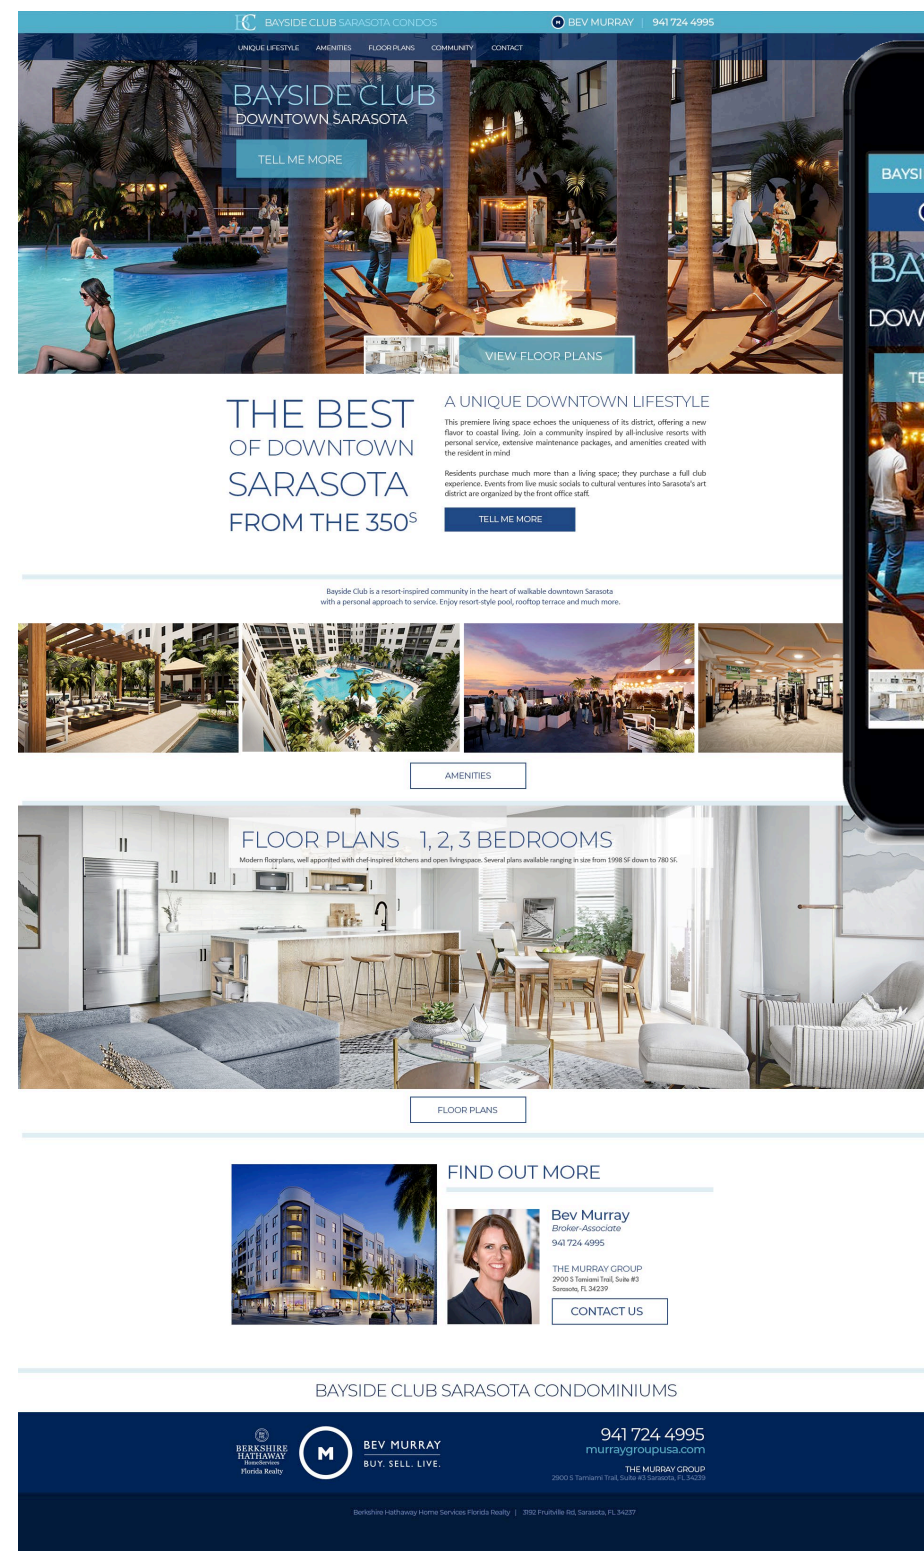 BC BAYSIDE CLUB SARASOTA CONDOS
M BEV MURRAY | 941 724 4995
UNIQUE LIFESTYLE AMENITIES FLOOR PLANS COMMUNITY CONTACT
BAYSIDE CLUB
DOWNTOWN SARASOTA
TELL ME MORE
VIEW FLOOR PLANS
BAYSI
BA
DOW
TE
THE BEST
OF DOWNTOWN
SARASOTA
FROM THE 350S
A UNIQUE DOWNTOWN LIFESTYLE
This premiere living space echoes the uniqueness of its district, offering a new
flavor to coastal living. Join a community inspired by all-inclusive resorts with
personal service, extensive maintenance packages, and amenities created with
the resident in mind
Residents purchase much more than a living space; they purchase a full club
experience. Events from live music socials to cultural ventures into Sarasota's art
district are organized by the front office staff.
TELL ME MORE
Bayside Club is a resort-inspired community in the heart of walkable downtown Sarasota
with a personal approach to service. Enjoy resort-style pool, rooftop terrace and much more.
AMENITIES
FLOOR PLANS 1, 2, 3 BEDROOMS
Modern floorplans, well apponited with chef-inspired kitchens and open livingspace. Several plans available ranging in size from 1998 SF down to 780 SF.
FLOOR PLANS
FIND OUT MORE
Bev Murray
Broker-Associate
941 724 4995
THE MURRAY GROUP
2900 S Tamiami Trail, Suite #3
Sarasota, FL 34239
CONTACT US
BAYSIDE CLUB SARASOTA CONDOMINIUMS
BERKSHIRE
HATHAWAY
HomeServices
Florida Realty
M
BEV MURRAY
BUY. SELL. LIVE.
941 724 4995
murraygroupusa.com
THE MURRAY GROUP
2900 S Tamiami Trail, Suite #3 Sarasota, FL 34239
Berkshire Hathaway Home Services Florida Realty | 3192 Fruitville Rd, Sarasota, FL 34237